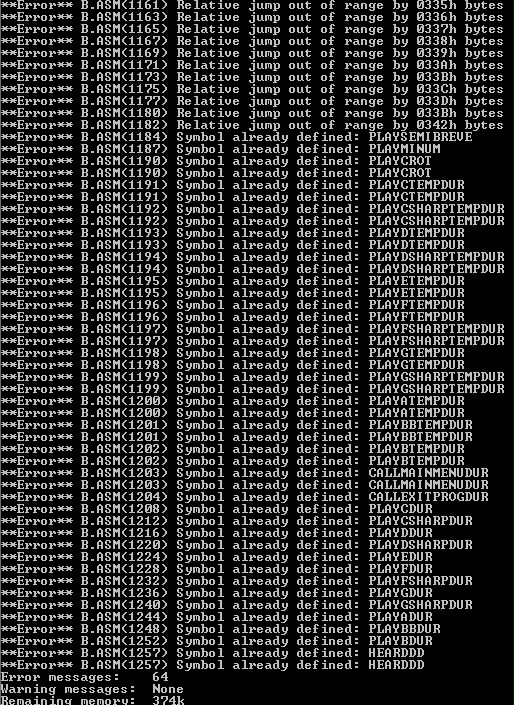 **Error** B.ASM(1161) Relative jump out of range by 0335h bytes
**Error** B.ASM(1163) Relative jump out of range by 0336h bytes
**Error** B.ASM(1165) Relative jump out of range by 0337h bytes
**Error** B.ASM(1167) Relative jump out of range by 0338h bytes
**Error** B.ASM(1169) Relative jump out of range by 0339h bytes
**Error** B.ASM(1171) Relative jump out of range by 033Ah bytes
**Error** B.ASM(1173) Relative jump out of range by 033Bh bytes
**Error** B.ASM(1175) Relative jump out of range by 033Ch bytes
**Error** B.ASM(1177) Relative jump out of range by 033Dh bytes
**Error** B.ASM(1180) Relative jump out of range by 033Bh bytes
**Error** B.ASM(1182) Relative jump out of range by 0342h bytes
**Error** B.ASM(1184) Symbol already defined: PLAYSEMIBREVE
**Error** B.ASM(1187) Symbol already defined: PLAYMINUM
**Error** B.ASM(1190) Symbol already defined: PLAYCROT
**Error** B.ASM(1190) Symbol already defined: PLAYCROT
**Error** B.ASM(1191) Symbol already defined: PLAYCTEMPDUR
**Error** B.ASM(1191) Symbol already defined: PLAYCTEMPDUR
**Error** B.ASM(1192) Symbol already defined: PLAYCSHARPTEMPDUR
**Error** B.ASM(1192) Symbol already defined: PLAYCSHARPTEMPDUR
**Error** B.ASM(1193) Symbol already defined: PLAYDTEMPDUR
**Error** B.ASM(1193) Symbol already defined: PLAYDTEMPDUR
**Error** B.ASM(1194) Symbol already defined: PLAYDSHARPTEMPDUR
**Error** B.ASM(1194) Symbol already defined: PLAYDSHARPTEMPDUR
**Error** B.ASM(1195) Symbol already defined: PLAYETEMPDUR
**Error** B.ASM(1195) Symbol already defined: PLAYETEMPDUR
**Error** B.ASM(1196) Symbol already defined: PLAYFTEMPDUR
**Error** B.ASM(1196) Symbol already defined: PLAYFTEMPDUR
**Error** B.ASM(1197) Symbol already defined: PLAYFSHARPTEMPDUR
**Error** B.ASM(1197) Symbol already defined: PLAYFSHARPTEMPDUR
**Error** B.ASM(1198) Symbol already defined: PLAYGTEMPDUR
**Error** B.ASM(1198) Symbol already defined: PLAYGTEMPDUR
**Error** B.ASM(1199) Symbol already defined: PLAYGSHARPTEMPDUR
**Error** B.ASM(1199) Symbol already defined: PLAYGSHARPTEMPDUR
**Error** B.ASM(1200) Symbol already defined: PLAYATEMPDUR
**Error** B.ASM(1200) Symbol already defined: PLAYATEMPDUR
**Error** B.ASM(1201) Symbol already defined: PLAYBBTEMPDUR
**Error** B.ASM(1201) Symbol already defined: PLAYBBTEMPDUR
**Error** B.ASM(1202) Symbol already defined: PLAYBTEMPDUR
**Error** B.ASM(1202) Symbol already defined: PLAYBTEMPDUR
**Error** B.ASM(1203) Symbol already defined: CALLMAINMENUDUR
**Error** B.ASM(1203) Symbol already defined: CALLMAINMENUDUR
**Error** B.ASM(1204) Symbol already defined: CALLEXITPROGDUR
**Error** B.ASM(1208) Symbol already defined: PLAYCDUR
**Error** B.ASM(1212) Symbol already defined: PLAYCSHARPDUR
**Error** B.ASM(1216) Symbol already defined: PLAYDDUR
**Error** B.ASM(1220) Symbol already defined: PLAYDSHARPDUR
**Error** B.ASM(1224) Symbol already defined: PLAYEDUR
**Error** B.ASM(1228) Symbol already defined: PLAYFDUR
**Error** B.ASM(1232) Symbol already defined: PLAYFSHARPDUR
**Error** B.ASM(1236) Symbol already defined: PLAYGDUR
**Error** B.ASM(1240) Symbol already defined: PLAYGSHARPDUR
**Error** B.ASM(1244) Symbol already defined: PLAYADUR
**Error** B.ASM(1248) Symbol already defined: PLAYBBDUR
**Error** B.ASM(1252) Symbol already defined: PLAYBDUR
**Error** B.ASM(1257) Symbol already defined: HEARDDD
**Error** B.ASM(1257) Symbol already defined: HEARDDD
Error messages: 64
Warning messages: None
Remaining memory: 374k